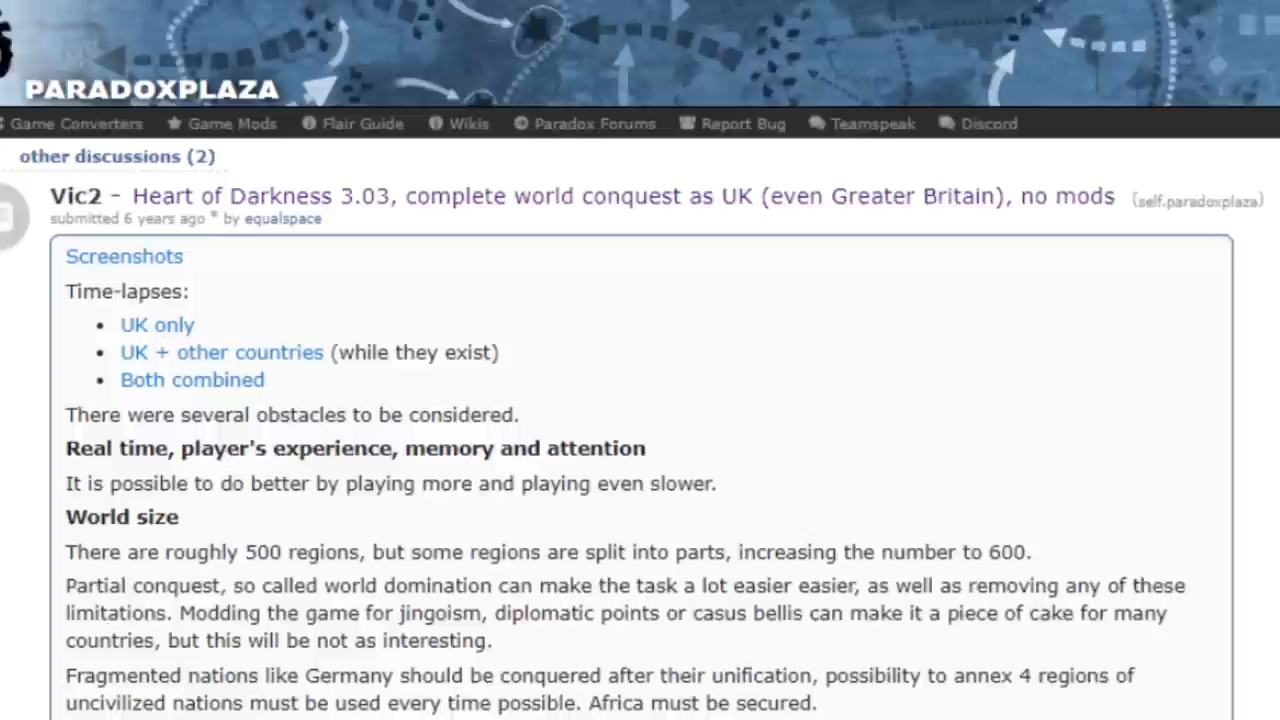 PARADOXPLAZA
Game Converters Game Mods Flair Guide Wikis Paradox Forums Report Bug Teamspeak Discord
other discussions (2)
Vic2 - Heart of Darkness 3.03, complete world conquest as UK (even Greater Britain), no mods (self.paradoxplaza)
submitted 6 years ago * by equalspace
Screenshots
Time-lapses:
• UK only
• UK + other countries (while they exist)
• Both combined
There were several obstacles to be considered.
Real time, player's experience, memory and attention
It is possible to do better by playing more and playing even slower.
World size
There are roughly 500 regions, but some regions are split into parts, increasing the number to 600.
Partial conquest, so called world domination can make the task a lot easier easier, as well as removing any of these
limitations. Modding the game for jingoism, diplomatic points or casus bellis can make it a piece of cake for many
countries, but this will be not as interesting.
Fragmented nations like Germany should be conquered after their unification, possibility to annex 4 regions of
uncivilized nations must be used every time possible. Africa must be secured.